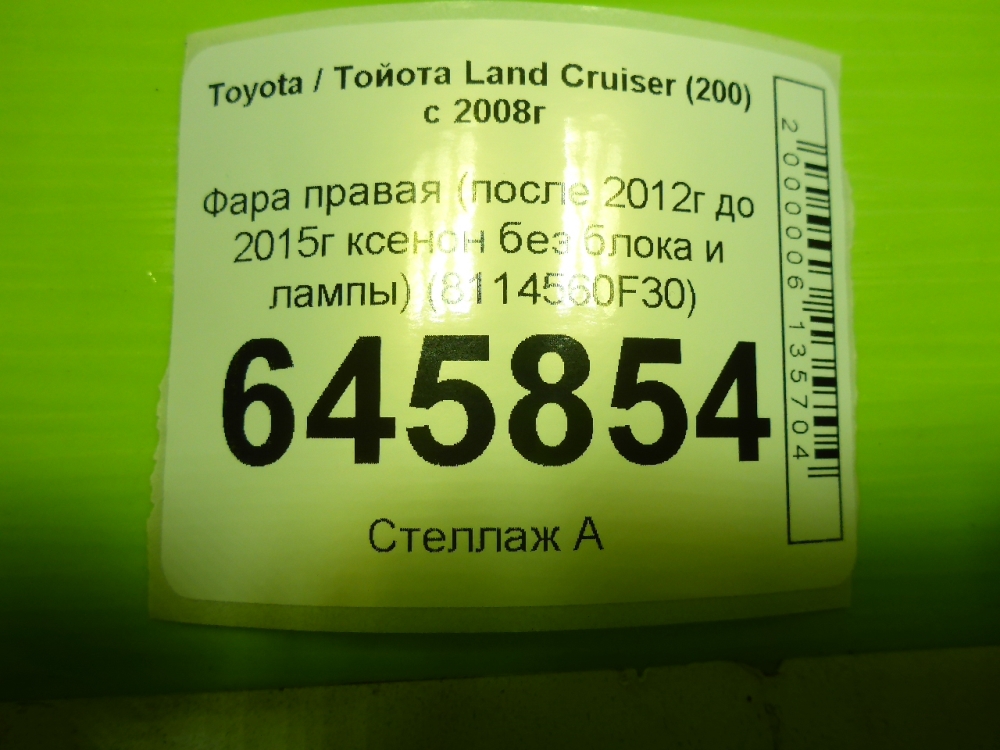 Toyota / Тойота Land Cruiser (200)
с 2008г
Фара правая (после 2012г до
2015г ксенон без блока и
лампы) (8114560F30)
645854
Стеллаж А
2000006135704